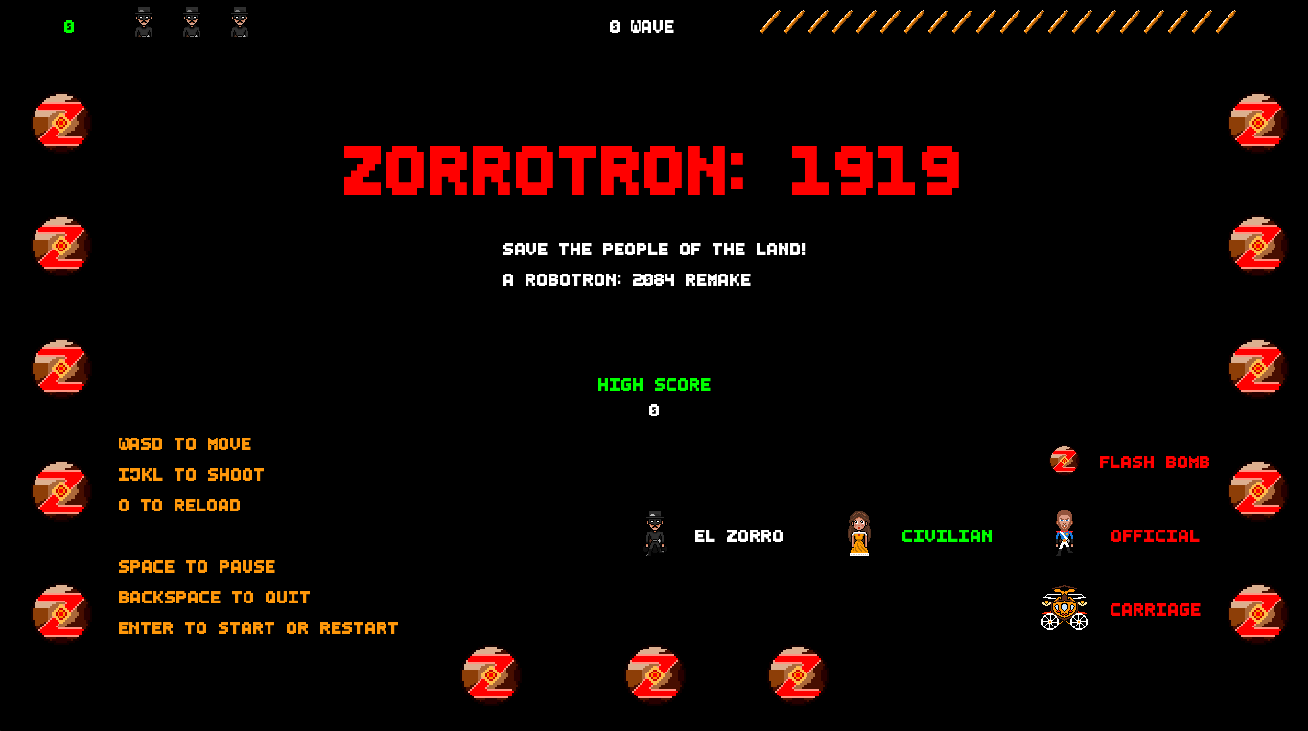 0
0 WAVE
ZORROTRON: 1919
SAVE THE PEOPLE OF THE LAND!
A ROBOTRON: 2084 REMAKE
HIGH SCORE
0
WASD TO MOVE
IJKL TO SHOOT
O TO RELOAD
SPACE TO PAUSE
BACKSPACE TO QUIT
ENTER TO START OR RESTART
FLASH BOMB
EL ZORRO
CIVILIAN
OFFICIAL
CARRIAGE